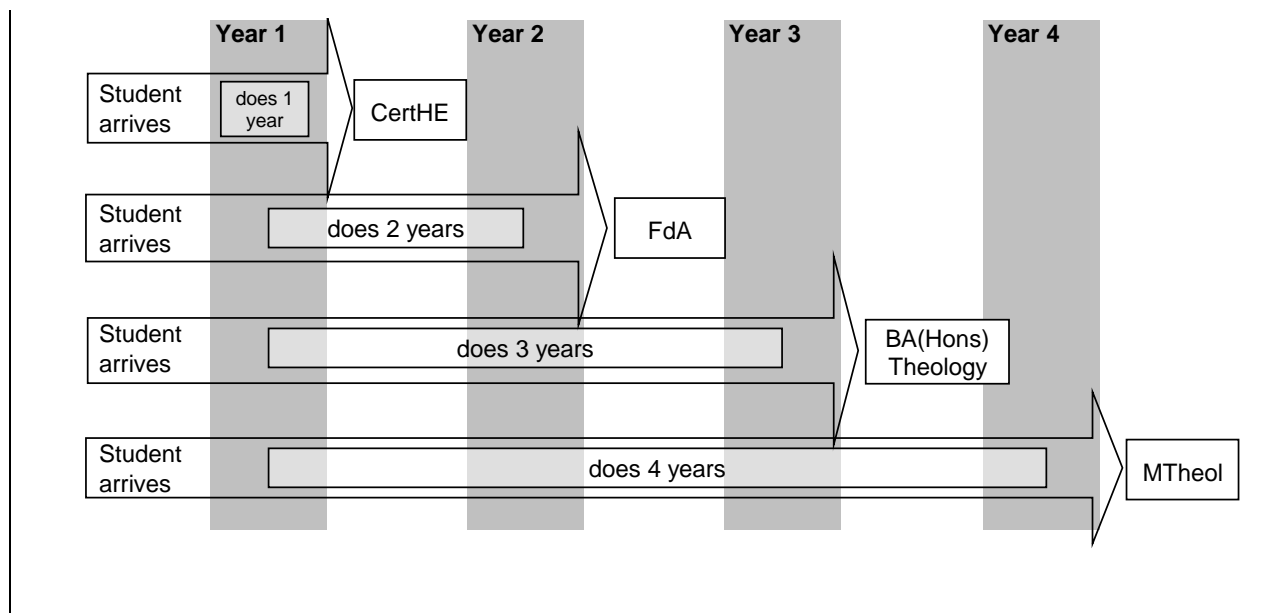 Year 1 Year 2 Year 3 Year 4
Student
arrives
does 1
year
CertHE
Student
arrives
does 2 years
FdA
Student
arrives
does 3 years
BA(Hons)
Theology
Student
arrives
does 4 years
MTheol